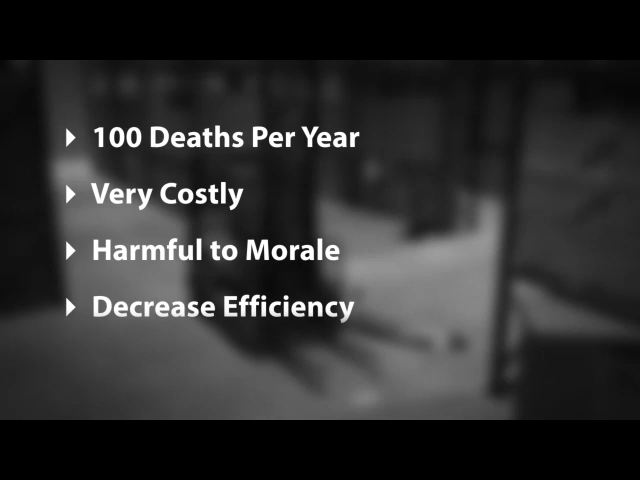 100 Deaths Per Year
Very Costly
Harmful to Morale
Decrease Efficiency